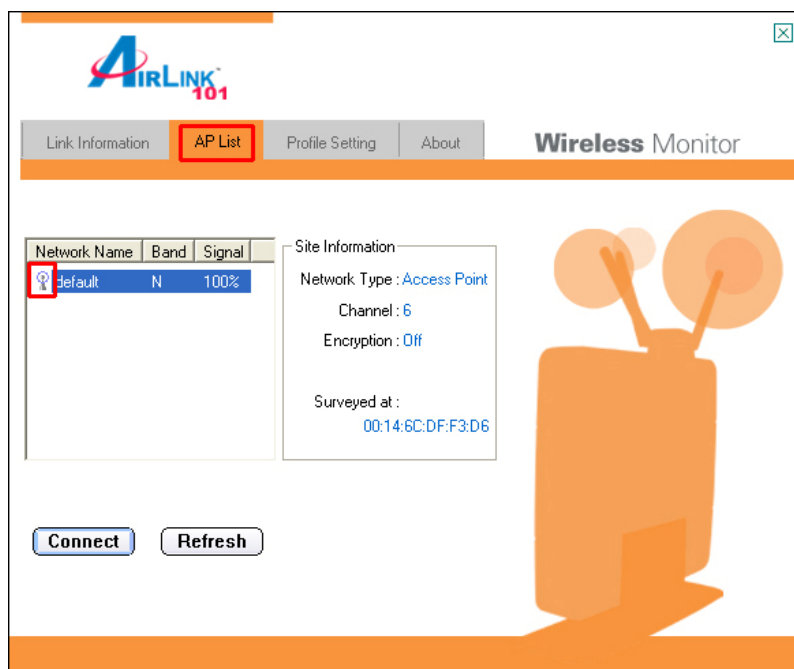 AIRLINK™
101
Link Information AP List Profile Setting About Wireless Monitor
Network Name Band Signal
default N 100%
Site Information
Network Type : Access Point
Channel : 6
Encryption : Off
Surveyed at :
00:14:6C:DF:F3:D6
Connect Refresh